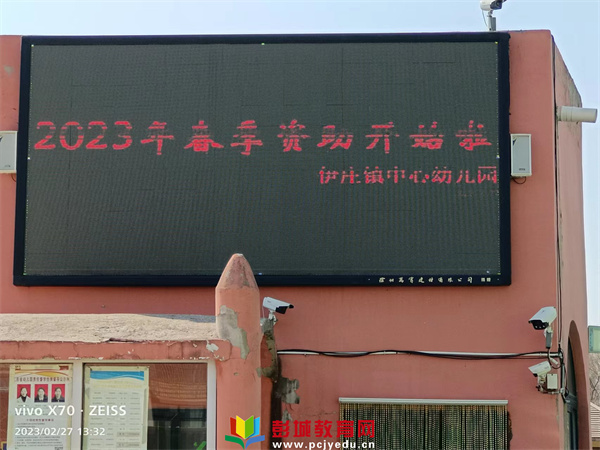 2023年春季资助开始啦
伊庄镇中心幼儿园
vivo X70 · ZEISS
2023/02/27 13:32
彭城教育网
www.pcjyedu.cn